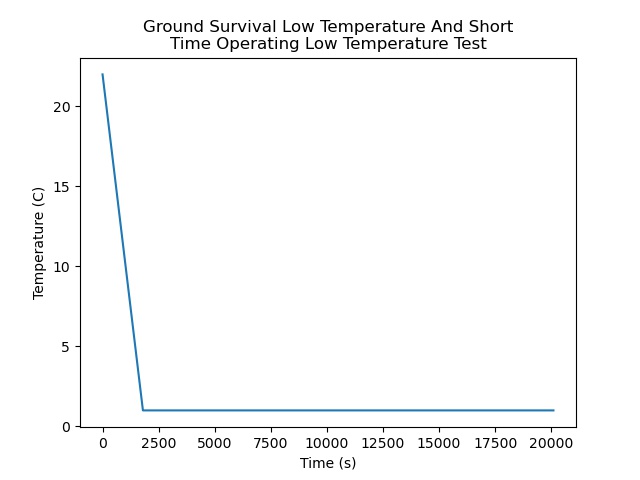 Ground Survival Low Temperature And Short
Time Operating Low Temperature Test
Temperature (C)
20
15
10
5
0
0 2500 5000 7500 10000 12500 15000 17500 20000
Time (s)